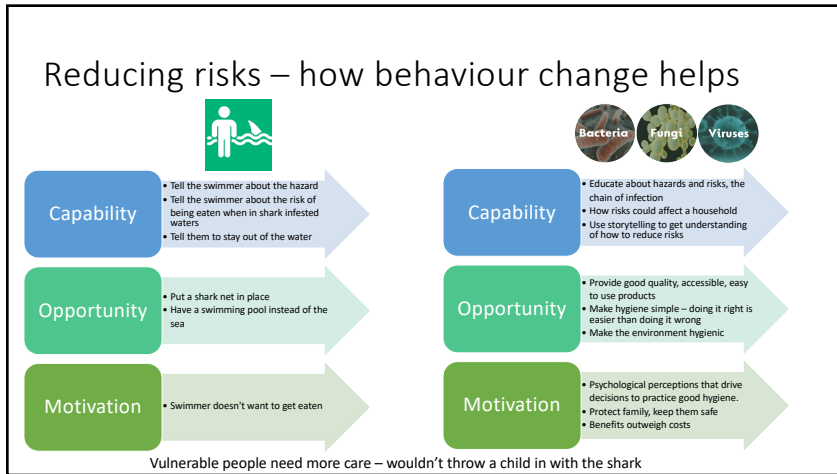 Reducing risks – how behaviour change helps
Bacteria
Fungi
Viruses
Capability
• Tell the swimmer about the hazard
• Tell the swimmer about the risk of
being eaten when in shark infested
waters
• Tell them to stay out of the water
Opportunity
• Put a shark net in place
• Have a swimming pool instead of the
sea
Motivation
• Swimmer doesn't want to get eaten
Capability
• Educate about hazards and risks, the
chain of infection
• How risks could affect a household
• Use storytelling to get understanding
of how to reduce risks
Opportunity
• Provide good quality, accessible, easy
to use products
• Make hygiene simple – doing it right is
easier than doing it wrong
• Make the environment hygienic
Motivation
• Psychological perceptions that drive
decisions to practice good hygiene.
• Protect family, keep them safe
• Benefits outweigh costs
Vulnerable people need more care – wouldn't throw a child in with the shark